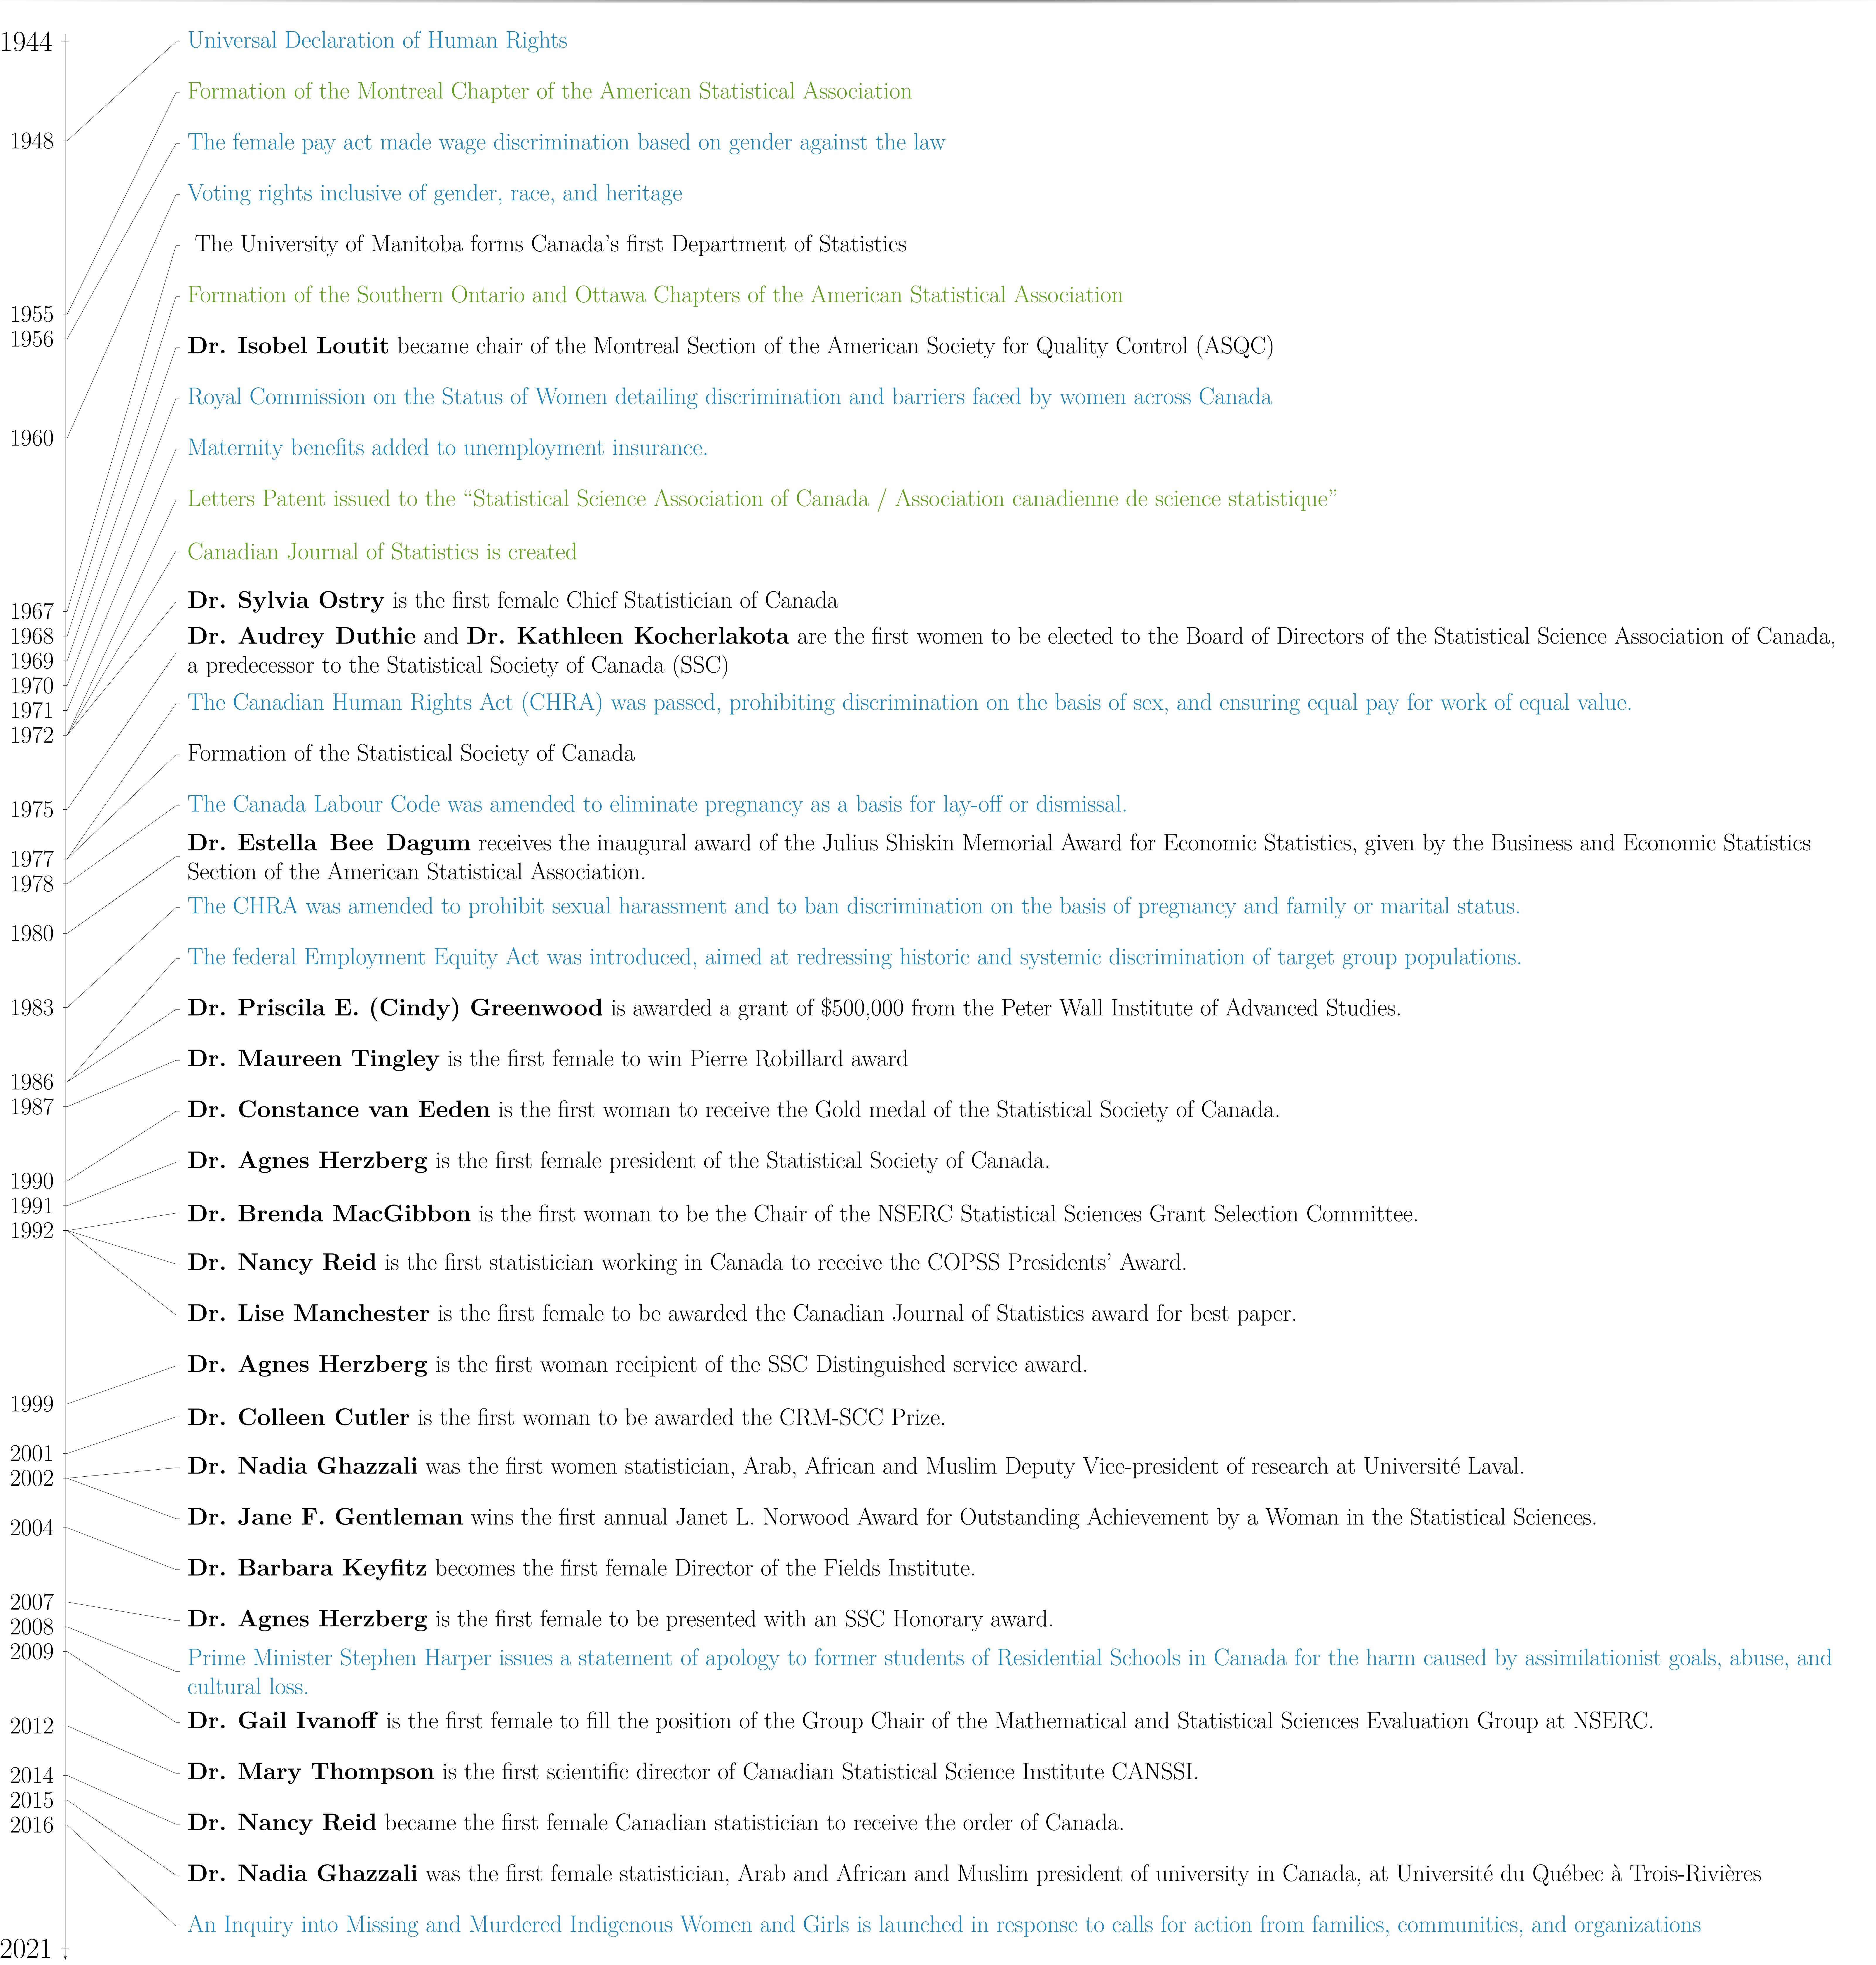 1944
Universal Declaration of Human Rights
Formation of the Montreal Chapter of the American Statistical Association
1948
The female pay act made wage discrimination based on gender against the law
Voting rights inclusive of gender, race, and heritage
The University of Manitoba forms Canada's first Department of Statistics
Formation of the Southern Ontario and Ottawa Chapters of the American Statistical Association
1955
1956
Dr. Isobel Loutit became chair of the Montreal Section of the American Society for Quality Control (ASQC)
Royal Commission on the Status of Women detailing discrimination and barriers faced by women across Canada
1960
Maternity benefits added to unemployment insurance.
Letters Patent issued to the “Statistical Science Association of Canada / Association canadienne de science statistique”
Canadian Journal of Statistics is created
Dr. Sylvia Ostry is the first female Chief Statistician of Canada
1967
1968
Dr. Audrey Duthie and Dr. Kathleen Kocherlakota are the first women to be elected to the Board of Directors of the Statistical Science Association of Canada,
a predecessor to the Statistical Society of Canada (SSC)
1969
1970
The Canadian Human Rights Act (CHRA) was passed, prohibiting discrimination on the basis of sex, and ensuring equal pay for work of equal value.
1971
1972
Formation of the Statistical Society of Canada
The Canada Labour Code was amended to eliminate pregnancy as a basis for lay-off or dismissal.
1975
Dr. Estella Bee Dagum receives the inaugural award of the Julius Shiskin Memorial Award for Economic Statistics, given by the Business and Economic Statistics
Section of the American Statistical Association.
1977
1978
The CHRA was amended to prohibit sexual harassment and to ban discrimination on the basis of pregnancy and family or marital status.
1980
The federal Employment Equity Act was introduced, aimed at redressing historic and systemic discrimination of target group populations.
1983
Dr. Priscila E. (Cindy) Greenwood is awarded a grant of $500,000 from the Peter Wall Institute of Advanced Studies.
Dr. Maureen Tingley is the first female to win Pierre Robillard award
1986
1987
Dr. Constance van Eeden is the first woman to receive the Gold medal of the Statistical Society of Canada.
Dr. Agnes Herzberg is the first female president of the Statistical Society of Canada.
1990
1991
Dr. Brenda MacGibbon is the first woman to be the Chair of the NSERC Statistical Sciences Grant Selection Committee.
1992
Dr. Nancy Reid is the first statistician working in Canada to receive the COPSS Presidents' Award.
Dr. Lise Manchester is the first female to be awarded the Canadian Journal of Statistics award for best paper.
Dr. Agnes Herzberg is the first woman recipient of the SSC Distinguished service award.
1999
Dr. Colleen Cutler is the first woman to be awarded the CRM-SCC Prize.
2001
Dr. Nadia Ghazzali was the first women statistician, Arab, African and Muslim Deputy Vice-president of research at Université Laval.
2002
Dr. Jane F. Gentleman wins the first annual Janet L. Norwood Award for Outstanding Achievement by a Woman in the Statistical Sciences.
2004
Dr. Barbara Keyfitz becomes the first female Director of the Fields Institute.
2007
Dr. Agnes Herzberg is the first female to be presented with an SSC Honorary award.
2008
2009
Prime Minister Stephen Harper issues a statement of apology to former students of Residential Schools in Canada for the harm caused by assimilationist goals, abuse, and
cultural loss.
Dr. Gail Ivanoff is the first female to fill the position of the Group Chair of the Mathematical and Statistical Sciences Evaluation Group at NSERC.
2012
Dr. Mary Thompson is the first scientific director of Canadian Statistical Science Institute CANSSI.
2014
2015
Dr. Nancy Reid became the first female Canadian statistician to receive the order of Canada.
2016
Dr. Nadia Ghazzali was the first female statistician, Arab and African and Muslim president of university in Canada, at Université du Québec à Trois-Rivières
An Inquiry into Missing and Murdered Indigenous Women and Girls is launched in response to calls for action from families, communities, and organizations
2021